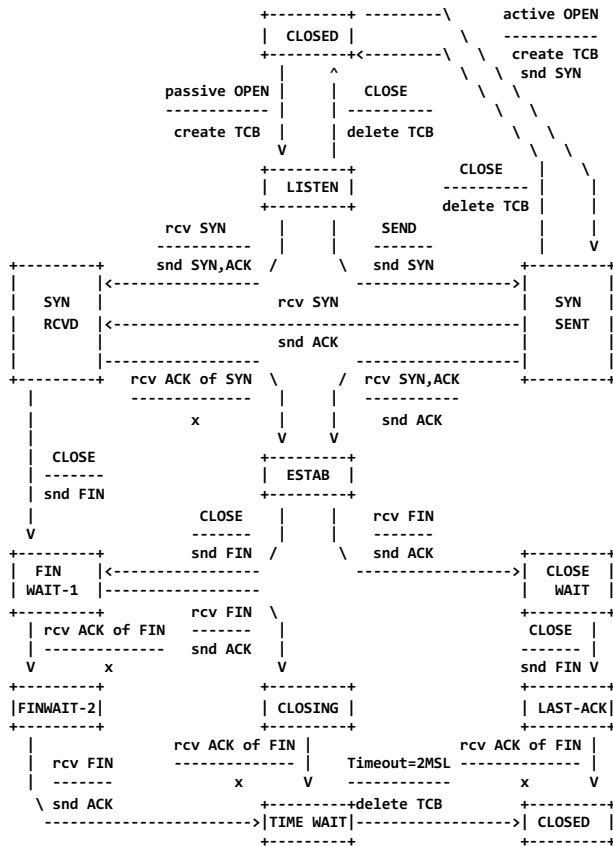 +---------+ ---------\      active OPEN
                              |  CLOSED |            \    -----------
                              +---------+<---------\   \   create TCB
                                |     ^              \   \  snd SYN
                   passive OPEN |     |   CLOSE        \   \
                   ------------ |     | ----------       \   \
                    create TCB  |     | delete TCB         \   \
                                V     |                      \   \
                              +---------+            CLOSE    |    \
                              |  LISTEN |          ---------- |     |
                              +---------+          delete TCB |     |
                   rcv SYN      |     |     SEND              |     |
                  -----------   |     |    -------            |     V
+---------+      snd SYN,ACK  /       \   snd SYN          +---------+
|         |<-----------------           ------------------>|         |
|   SYN   |                    rcv SYN                     |   SYN   |
|   RCVD  |<-----------------------------------------------|   SENT  |
|         |                    snd ACK                     |         |
|         |------------------           -------------------|         |
+---------+   rcv ACK of SYN  \       /  rcv SYN,ACK       +---------+
  |           --------------   |     |   -----------
  |                  x         |     |     snd ACK
  |                            V     V
  |  CLOSE                   +---------+
  | -------                  |  ESTAB  |
  | snd FIN                  +---------+
  |                   CLOSE    |     |    rcv FIN
  V                  -------   |     |    -------
+---------+          snd FIN  /       \   snd ACK          +---------+
|  FIN    |<-----------------           ------------------>|  CLOSE  |
| WAIT-1  |------------------                              |   WAIT  |
+---------+          rcv FIN  \                            +---------+
  | rcv ACK of FIN   -------   |                            CLOSE  |
  | --------------   snd ACK   |                           ------- |
  V        x                   V                           snd FIN V
+---------+                  +---------+                   +---------+
|FINWAIT-2|                  | CLOSING |                   | LAST-ACK|
+---------+                  +---------+                   +---------+
  |                rcv ACK of FIN |                 rcv ACK of FIN |
  |  rcv FIN       -------------- |    Timeout=2MSL -------------- |
  |  -------              x       V    ------------        x       V
   \ snd ACK                 +---------+delete TCB         +---------+
    ------------------------>|TIME WAIT|------------------>| CLOSED  |
                             +---------+                   +---------+